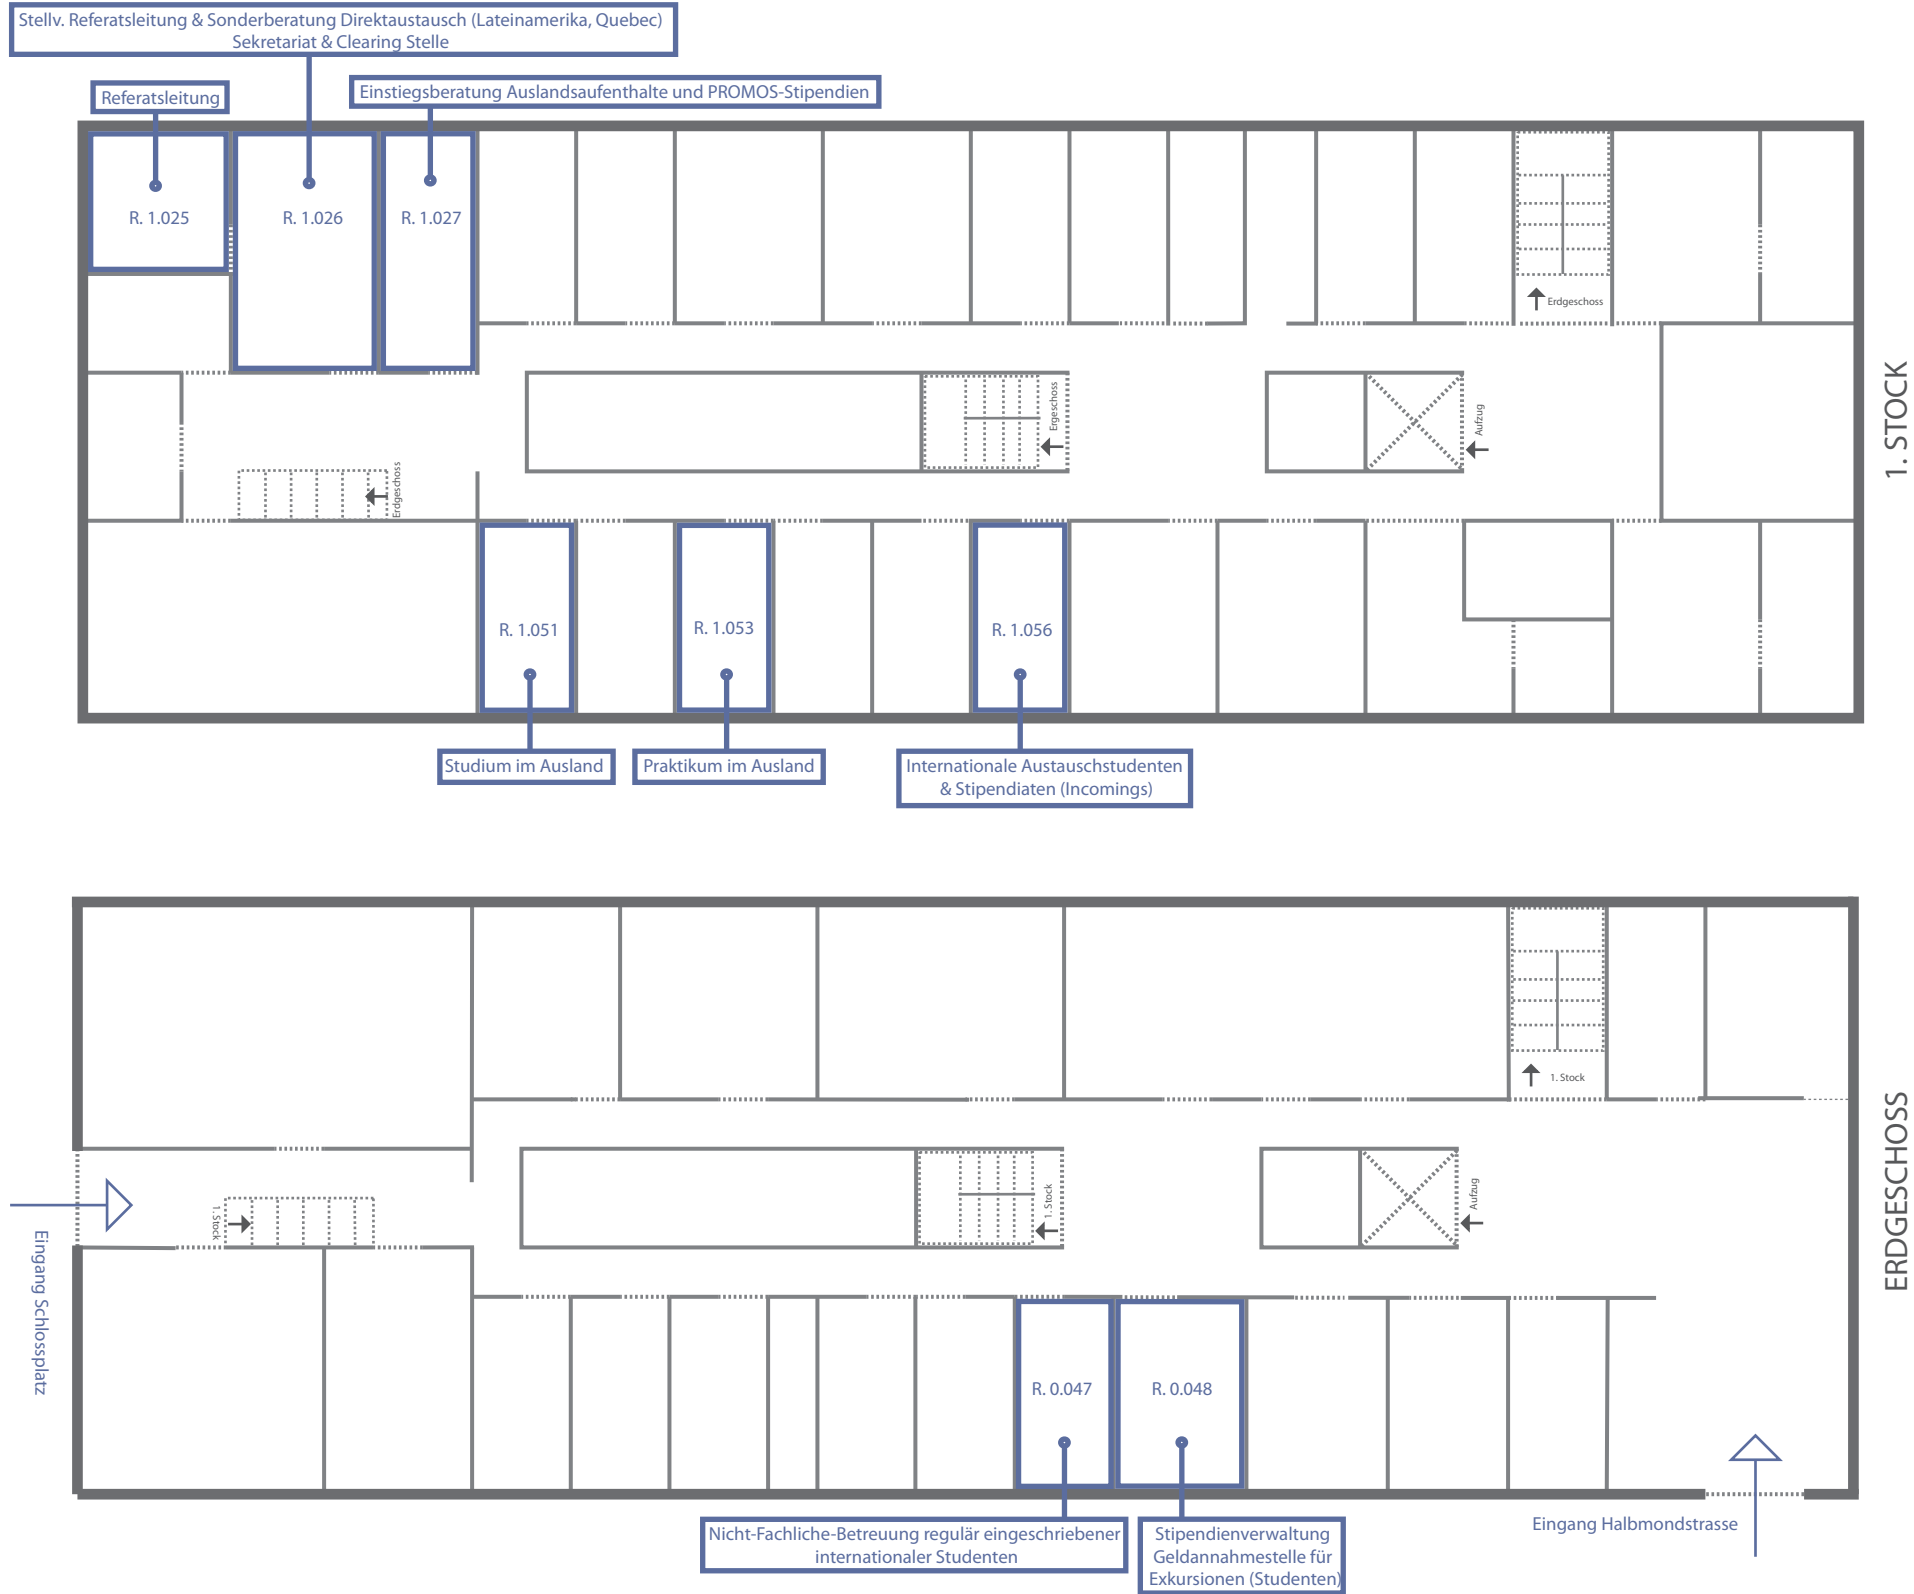 Stellv. Referatsleitung & Sonderberatung Direktaustausch (Lateinamerika, Quebec)
Sekretariat & Clearing Stelle
Referatsleitung
Einstiegsberatung Auslandsaufenthalte und PROMOS-Stipendien
R. 1.025
R. 1.026
R. 1.027
Erdgeschoss
Ergeschoss
Aufzug
Erdgeschoss
1. STOCK
R. 1.051
R. 1.053
R. 1.056
Studium im Ausland
Praktikum im Ausland
Internationale Austauschstudenten
& Stipendiaten (Incomings)
1. Stock
1. Stock
1. Stock
Aufzug
Eingang Schlossplatz
ERDGESCHOSS
R. 0.047
R. 0.048
Nicht-Fachliche-Betreuung regulär eingeschriebener
internationaler Studenten
Stipendienverwaltung
Geldannahmestelle für
Exkursionen (Studenten)
Eingang Halbmondstrasse